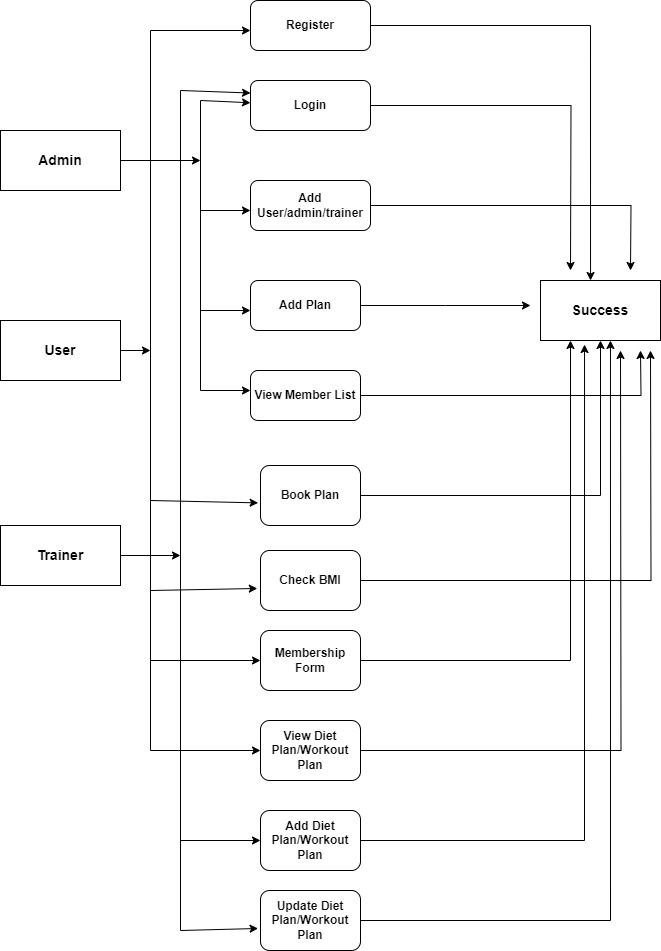 Register
Login
Admin
Add
User/admin/trainer
Add Plan
Success
User
View Member List
Book Plan
Trainer
Check BMI
Membership
Form
View Diet
Plan/Workout
Plan
Add Diet
Plan/Workout
Plan
Update Diet
Plan/Workout
Plan